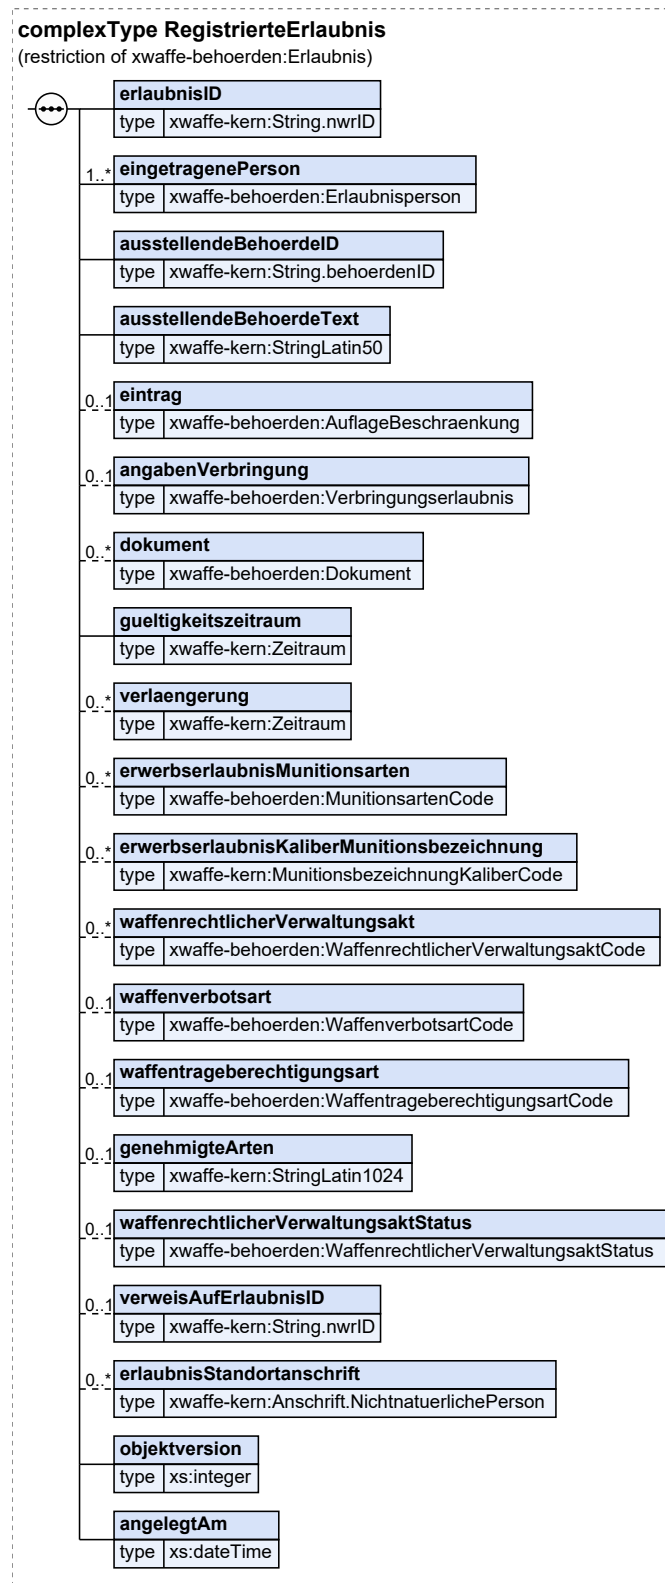 complexType RegistrierteErlaubnis
(restriction of xwaffe-behoerden:Erlaubnis)
erlaubnisID
type xwaffe-kern:String.nwrID
1..* eingetragenePerson
type xwaffe-behoerden:Erlaubnisperson
ausstellendeBehoerdeID
type xwaffe-kern:String.behoerdenID
ausstellendeBehoerdeText
type xwaffe-kern:StringLatin50
0..1 eintrag
type xwaffe-behoerden:AuflageBeschraenkung
0..1 angabenVerbringung
type xwaffe-behoerden:Verbringungserlaubnis
0..* dokument
type xwaffe-behoerden:Dokument
gueltigkeitszeitraum
type xwaffe-kern:Zeitraum
0..* verlaengerung
type xwaffe-kern:Zeitraum
0..* erwerbserlaubnisMunitionsarten
type xwaffe-behoerden:MunitionsartenCode
0..* erwerbserlaubnisKaliberMunitionsbezeichnung
type xwaffe-kern:MunitionsbezeichnungKaliberCode
0..* waffenrechtlicherVerwaltungsakt
type xwaffe-behoerden:WaffenrechtlicherVerwaltungsaktCode
0..1 waffenverbotsart
type xwaffe-behoerden:WaffenverbotsartCode
0..1 waffentrageberechtigungsart
type xwaffe-behoerden:WaffentrageberechtigungsartCode
0..1 genehmigteArten
type xwaffe-kern:StringLatin1024
0..1 waffenrechtlicherVerwaltungsaktStatus
type xwaffe-behoerden:WaffenrechtlicherVerwaltungsaktStatus
0..1 verweisAufErlaubnisID
type xwaffe-kern:String.nwrID
0..* erlaubnisStandortanschrift
type xwaffe-kern:Anschrift.NichtnatuerlichePerson
objektversion
type xs:integer
angelegtAm
type xs:dateTime